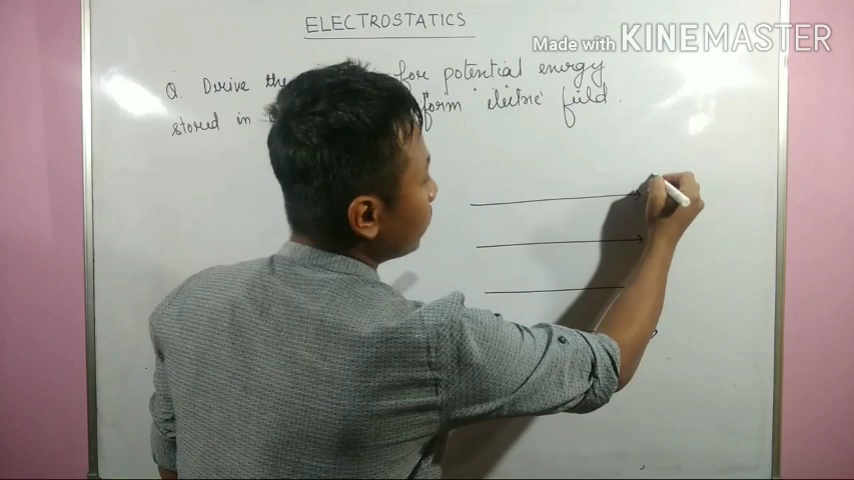 ELECTROSTATICS
Made with KINEMASTER
Q. Derive the for potential energy
stored in form electric field.